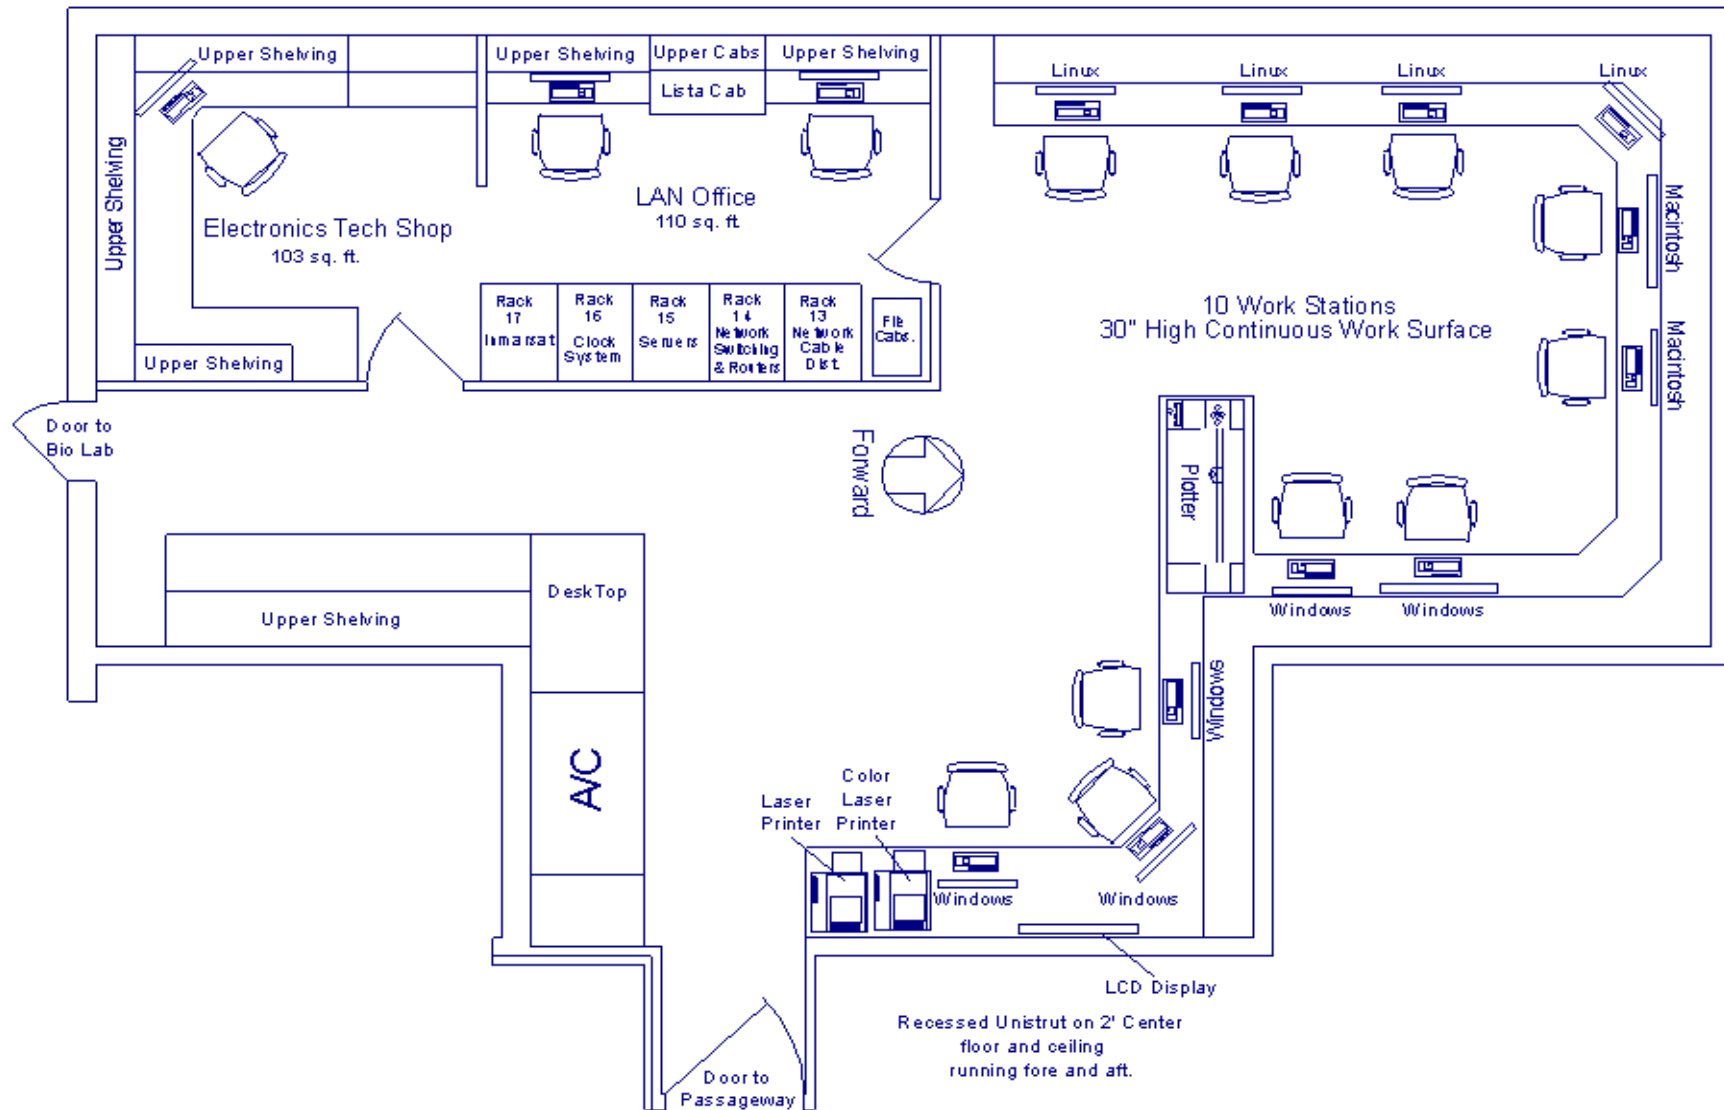 Upper Shelving
Upper Shelving
Upper Cabs
Upper Shelving
Lista Cab
Linux
Linux
Linux
Linux
Upper Shelving
Electronics Tech Shop
103 sq. ft.
LAN Office
110 sq. ft.
Macintosh
Macintosh
10 Work Stations
30" High Continuous Work Surface
Rack
17
Inmarsat
Rack
16
Clock
System
Rack
15
Servers
Rack
14
Network
Switching
& Routers
Rack
13
Network
Cable
Dist.
File
Cabs.
Upper Shelving
Door to
Bio Lab
Forward
Plotter
Desk Top
Upper Shelving
Windows
Windows
Windows
A/C
Laser
Printer
Color
Laser
Printer
Windows
Windows
LCD Display
Recessed Unistrut on 2' Center
floor and ceiling
running fore and aft.
Door to
Passageway